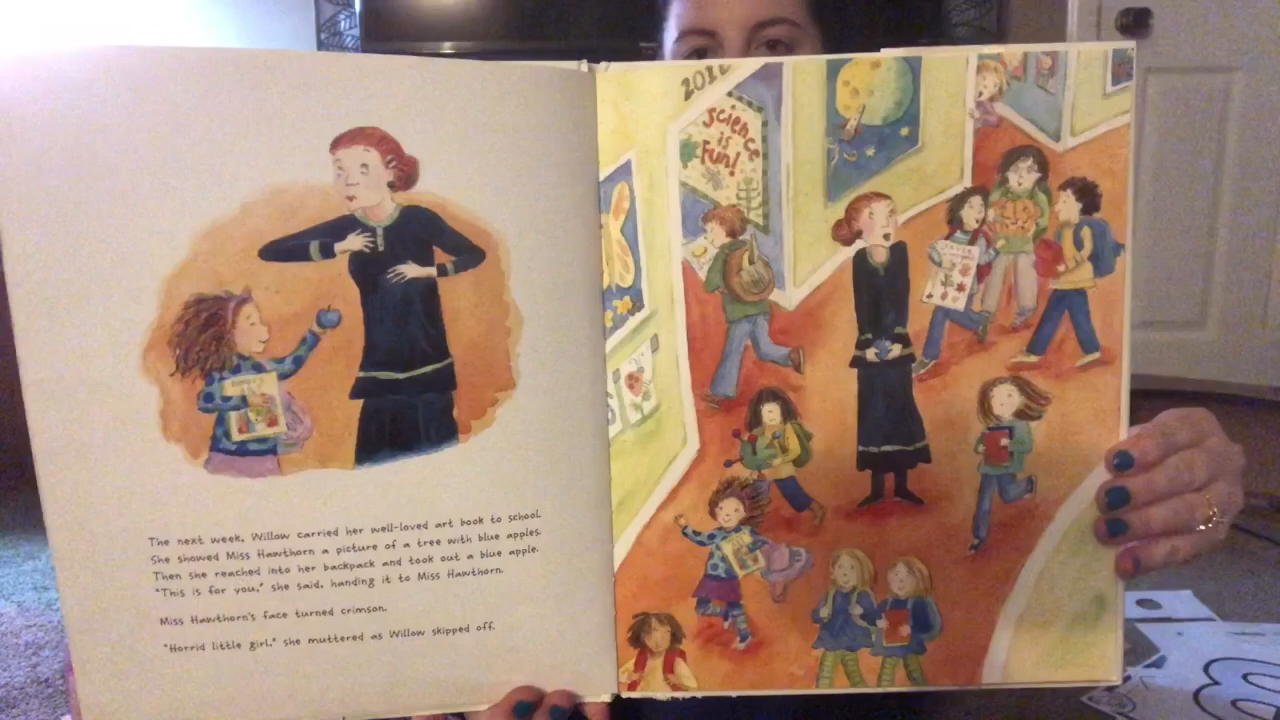 The next week, Willow carried her well-loved art book to school.
She showed Miss Hawthorn a picture of a tree with blue apples.
Then she reached into her backpack and took out a blue apple.
"This is for you," she said, handing it to Miss Hawthorn.
Miss Hawthorn's face turned crimson.
"Horrid little girl," she muttered as Willow skipped off.
Science
is
Fun!